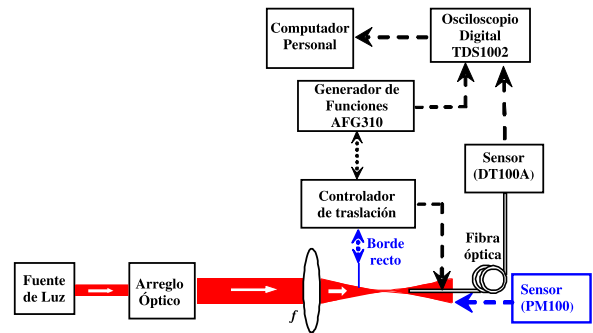 Computador
Personal
Osciloscopio
Digital
TDS1002
Generador de
Funciones
AFG310
Sensor
(DT100A)
Controlador
de traslación
Borde
recto
Fibra
óptica
Fuente
de Luz
Arreglo
Óptico
f
Sensor
(PM100)